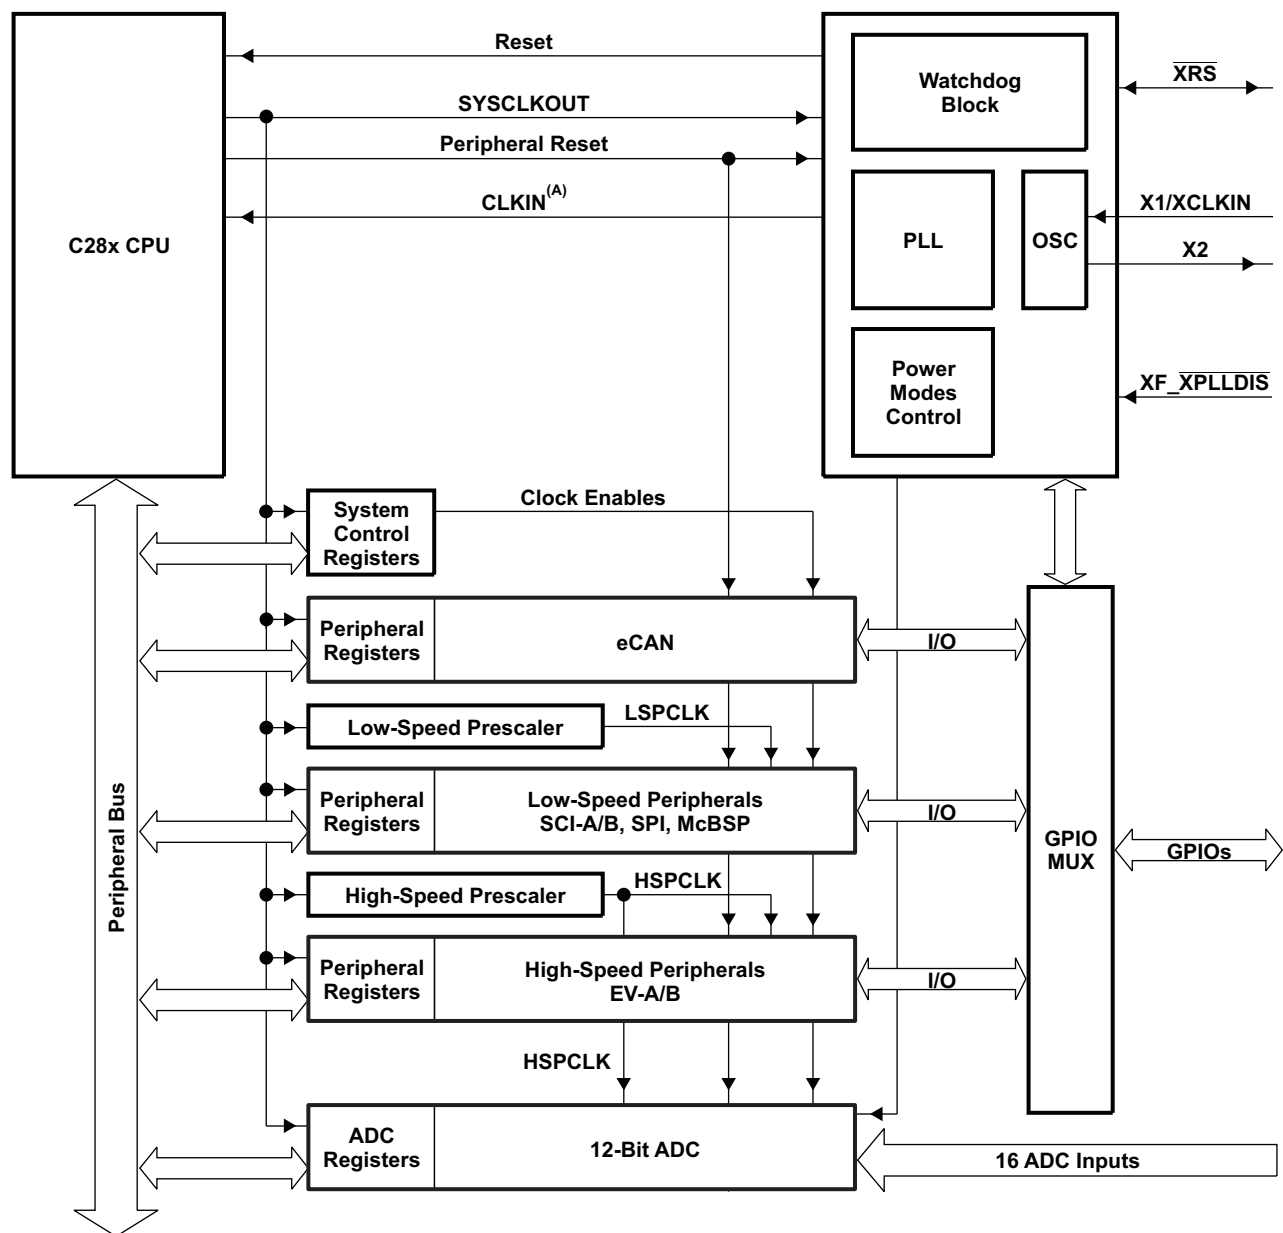 Reset
Watchdog
Block
XRS
SYSCLKOUT
Peripheral Reset
CLKIN(A)
C28x CPU
PLL
OSC
X1/XCLKIN
X2
Power
Modes
Control
XF_XPLLDIS
System
Control
Registers
Clock Enables
Peripheral
Registers
eCAN
I/O
Low-Speed Prescaler
LSPCLK
Peripheral
Registers
Low-Speed Peripherals
SCI-A/B, SPI, McBSP
I/O
GPIO
MUX
GPIOs
Peripheral Bus
High-Speed Prescaler
HSPCLK
Peripheral
Registers
High-Speed Peripherals
EV-A/B
I/O
HSPCLK
ADC
Registers
12-Bit ADC
16 ADC Inputs